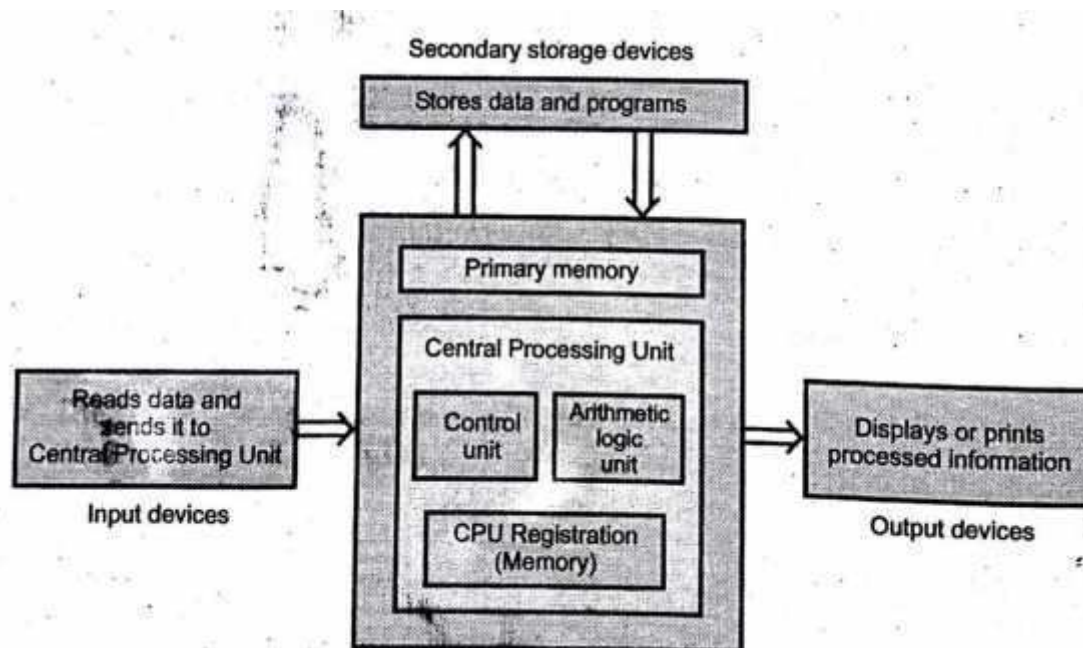 Secondary storage devices
Stores data and programs
Primary memory
Central Processing Unit
Control
unit
Arithmetic
logic
unit
CPU Registration
(Memory)
Reads data and
sends it to
Central Processing Unit
Input devices
Displays or prints
processed information
Output devices